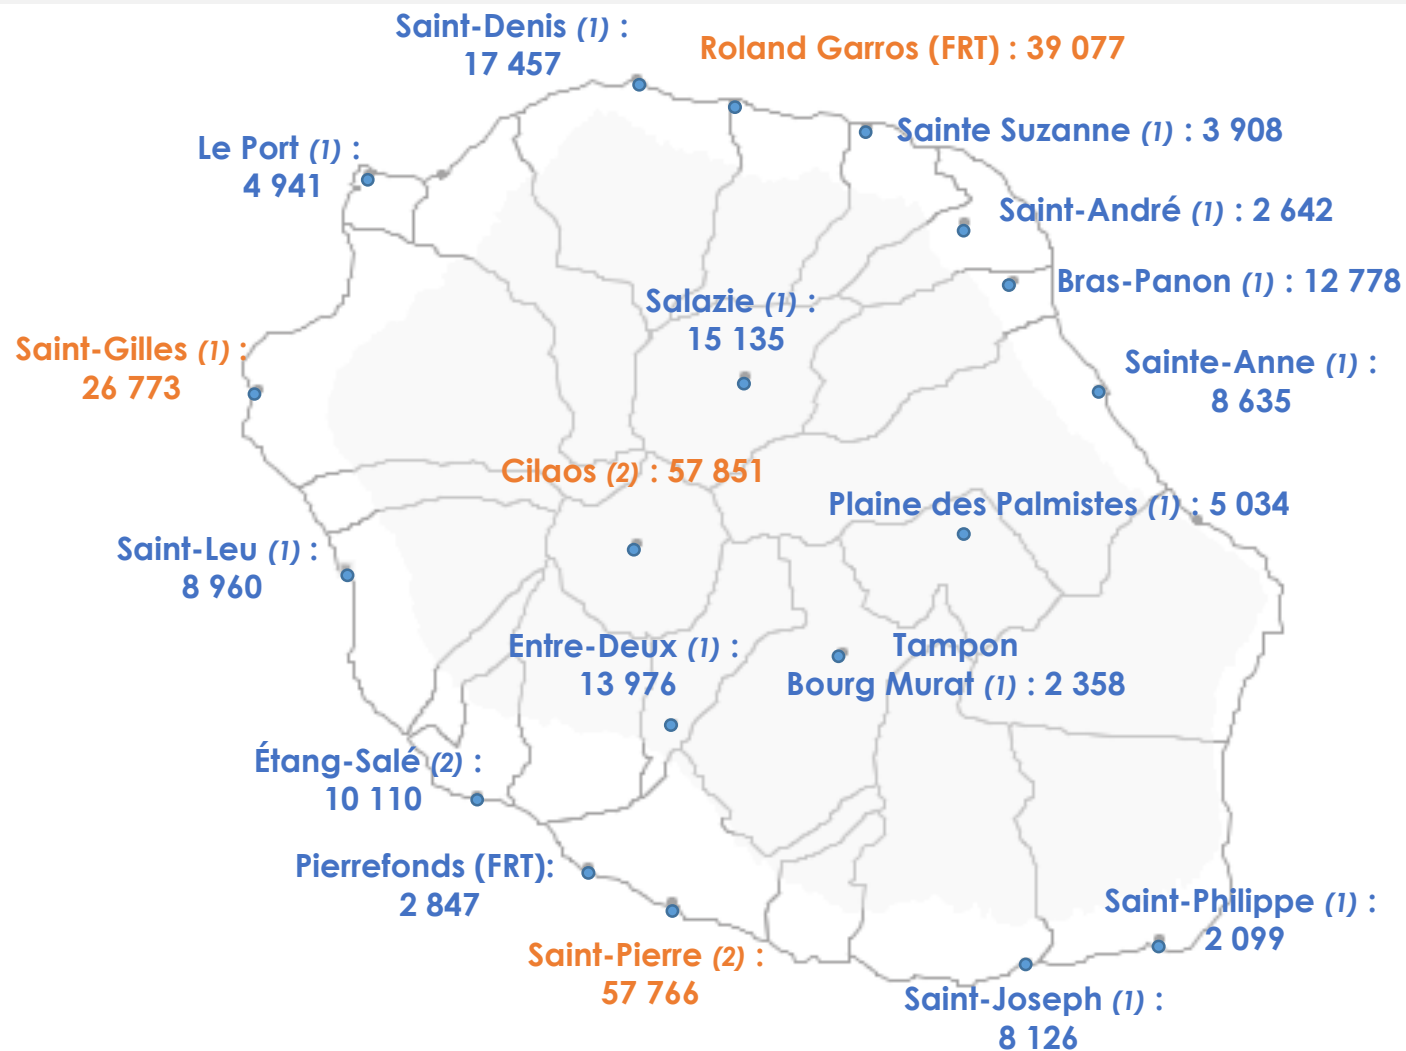 Saint-Denis (1) :
17 457
Roland Garros (FRT) : 39 077
Sainte Suzanne (1) : 3 908
Le Port (1) :
4 941
Saint-André (1) : 2 642
Bras-Panon (1) : 12 778
Salazie (1) :
15 135
Saint-Gilles (1) :
26 773
Sainte-Anne (1) :
8 635
Cilaos (2) : 57 851
Plaine des Palmistes (1) : 5 034
Saint-Leu (1) :
8 960
Entre-Deux (1) :
13 976
Tampon
Bourg Murat (1) : 2 358
Étang-Salé (2) :
10 110
Pierrefonds (FRT):
2 847
Saint-Philippe (1) :
2 099
Saint-Pierre (2) :
57 766
Saint-Joseph (1) :
8 126